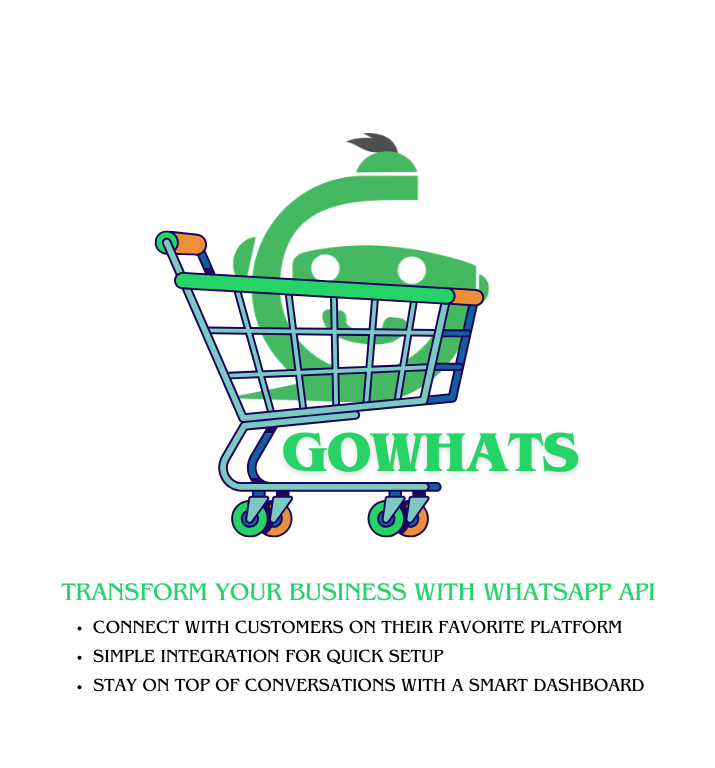 GOWHATS
TRANSFORM YOUR BUSINESS WITH WHATSAPP API
• CONNECT WITH CUSTOMERS ON THEIR FAVORITE PLATFORM
• SIMPLE INTEGRATION FOR QUICK SETUP
• STAY ON TOP OF CONVERSATIONS WITH A SMART DASHBOARD